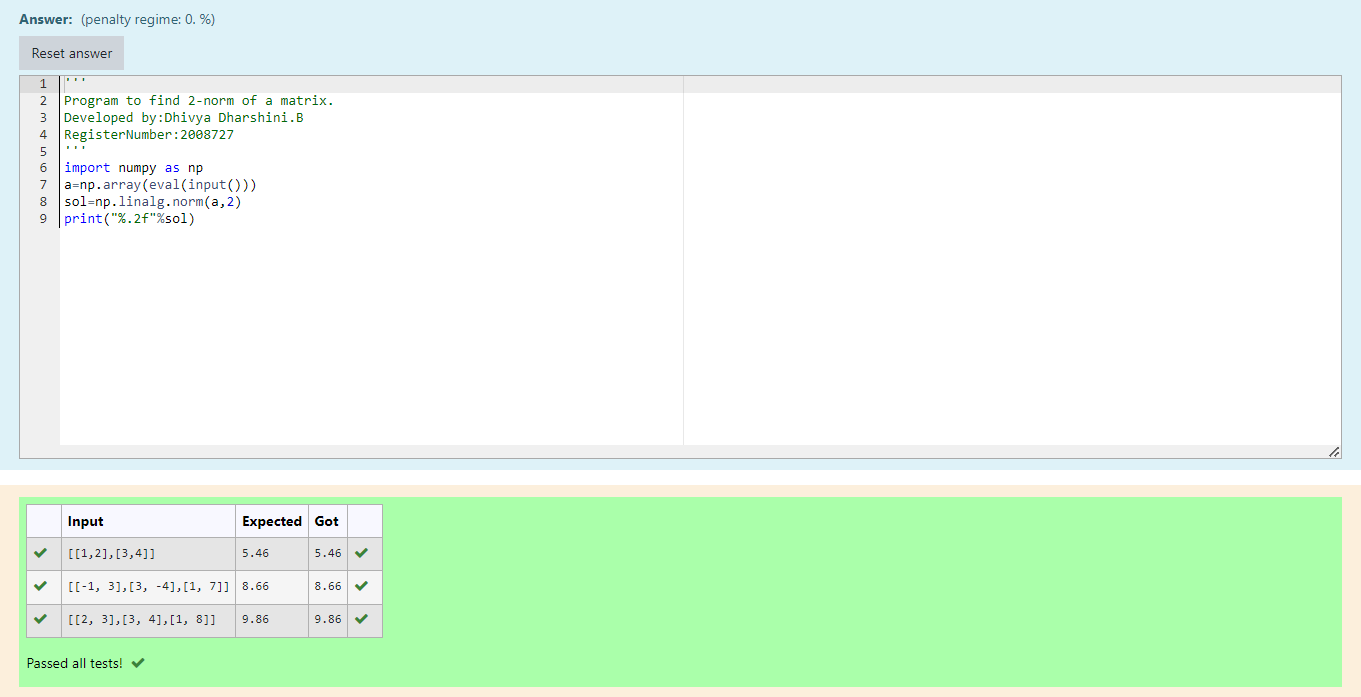 Answer: (penalty regime: 0. %)
Reset answer
1 '''
2 Program to find 2-norm of a matrix.
3 Developed by:Dhivya Dharshini.B
4 RegisterNumber:2008727
5 '''
6 import numpy as np
7 a=np.array(eval(input()))
8 sol=np.linalg.norm(a,2)
9 print("%.2f"%sol)
Input Expected Got
[[1,2],[3,4]] 5.46 5.46
[[-1, 3],[3, -4],[1, 7]] 8.66 8.66
[[2, 3],[3, 4],[1, 8]] 9.86 9.86
Passed all tests!